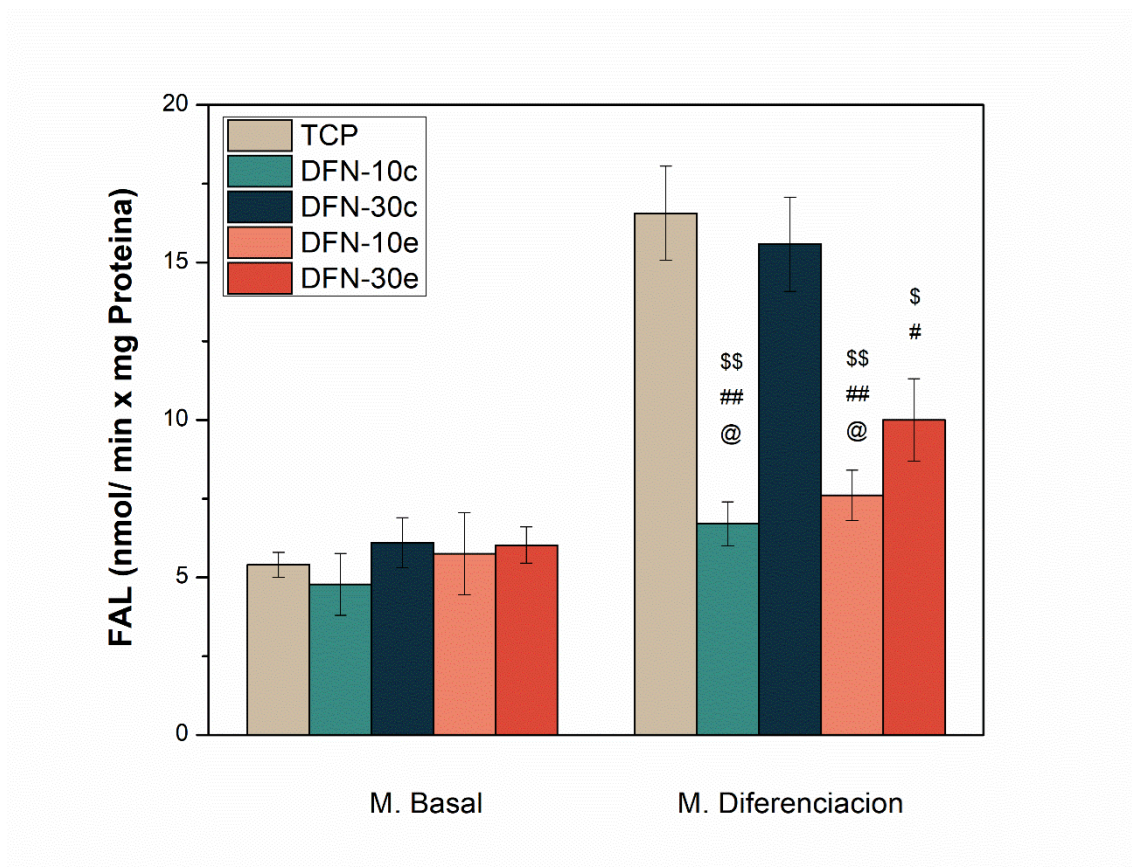 FAL (nmol/ min x mg Proteina)
20
15
10
5
0
TCP
DFN-10c
DFN-30c
DFN-10e
DFN-30e
$$
##
@
$$
##
@
$
#
M. Basal
M. Diferenciacion